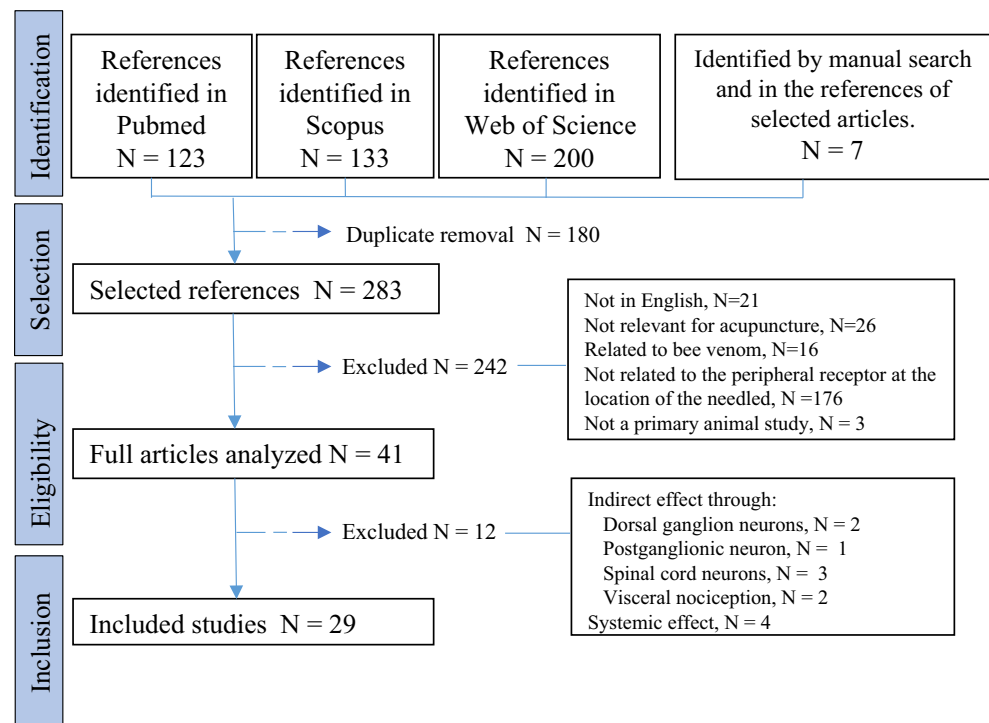 Identification
References
identified in
Pubmed
N = 123
References
identified in
Scopus
N = 133
References
identified in
Web of Science
N = 200
Identified by manual search
and in the references of
selected articles.
N = 7
Selection
Duplicate removal N = 180
Selected references N = 283
Excluded N = 242
Not in English, N=21
Not relevant for acupuncture, N=26
Related to bee venom, N=16
Not related to the peripheral receptor at the
location of the needled, N =176
Not a primary animal study, N = 3
Eligibility
Full articles analyzed N = 41
Excluded N = 12
Indirect effect through:
Dorsal ganglion neurons, N = 2
Postganglionic neuron, N = 1
Spinal cord neurons, N = 3
Visceral nociception, N = 2
Systemic effect, N = 4
Inclusion
Included studies N = 29